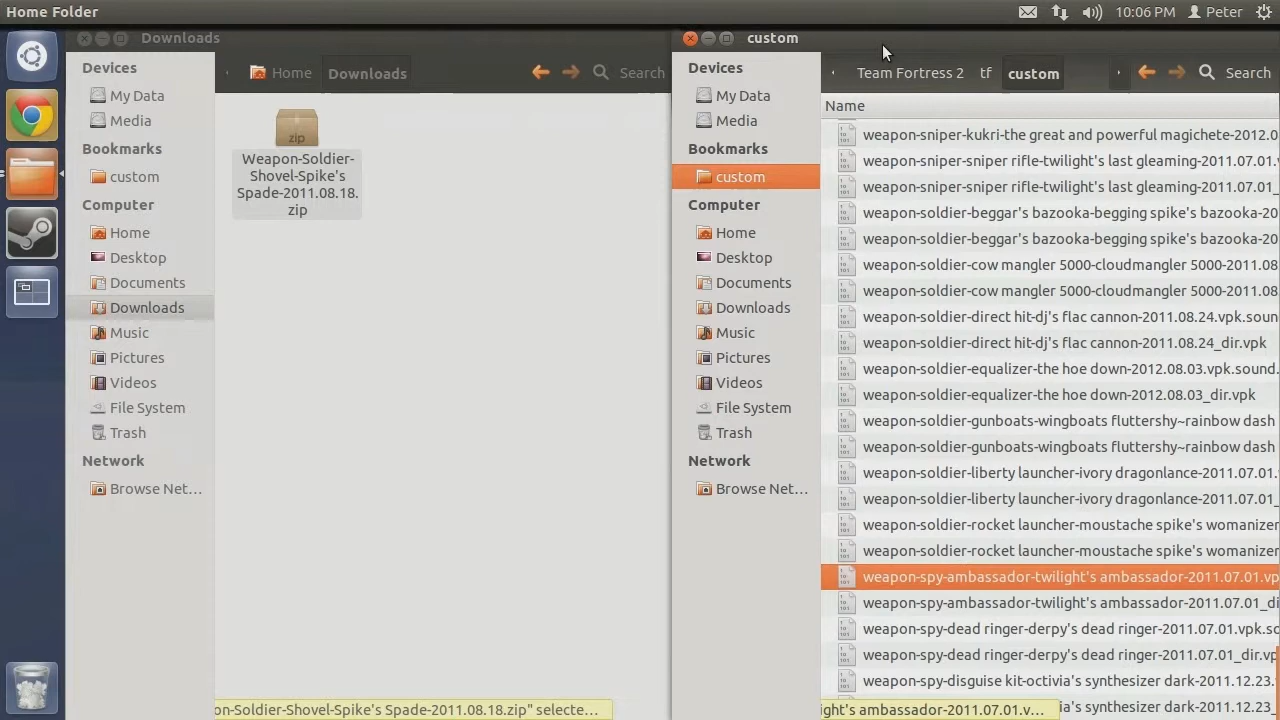 Home Folder
10:06 PM
Peter
Downloads
Devices
My Data
Media
Bookmarks
custom
Computer
Home
Desktop
Documents
Downloads
Music
Pictures
Videos
File System
Trash
Network
Browse Net...
Home
Downloads
Search
zip
Weapon-Soldier-
Shovel-Spike's
Spade-2011.08.18.
zip
on-Soldier-Shovel-Spike's Spade-2011.08.18.zip" selecte...
custom
Devices
My Data
Media
Bookmarks
custom
Computer
Home
Desktop
Documents
Downloads
Music
Pictures
Videos
File System
Trash
Network
Browse Net...
Team Fortress 2
tf
custom
Search
Name
weapon-sniper-kukri-the great and powerful magichete-2012.0
weapon-sniper-sniper rifle-twilight's last gleaming-2011.07.01.v
weapon-sniper-sniper rifle-twilight's last gleaming-2011.07.01_
weapon-soldier-beggar's bazooka-begging spike's bazooka-20
weapon-soldier-beggar's bazooka-begging spike's bazooka-20
weapon-soldier-cow mangler 5000-cloudmangler 5000-2011.08
weapon-soldier-cow mangler 5000-cloudmangler 5000-2011.08
weapon-soldier-direct hit-dj's flac cannon-2011.08.24.vpk.soun
weapon-soldier-direct hit-dj's flac cannon-2011.08.24_dir.vpk
weapon-soldier-equalizer-the hoe down-2012.08.03.vpk.sound
weapon-soldier-equalizer-the hoe down-2012.08.03_dir.vpk
weapon-soldier-gunboats-wingboats fluttershy~rainbow dash
weapon-soldier-gunboats-wingboats fluttershy~rainbow dash
weapon-soldier-liberty launcher-ivory dragonlance-2011.07.01
weapon-soldier-liberty launcher-ivory dragonlance-2011.07.01
weapon-soldier-rocket launcher-moustache spike's womanizer
weapon-soldier-rocket launcher-moustache spike's womanizer
weapon-spy-ambassador-twilight's ambassador-2011.07.01.vp
weapon-spy-ambassador-twilight's ambassador-2011.07.01_di
weapon-spy-dead ringer-derpy's dead ringer-2011.07.01.vpk.so
weapon-spy-dead ringer-derpy's dead ringer-2011.07.01_dir.vp
weapon-spy-disguise kit-octivia's synthesizer dark-2011.12.23.
ight's ambassador-2011.07.01.v...
ia's synthesizer dark-2011.12.23_